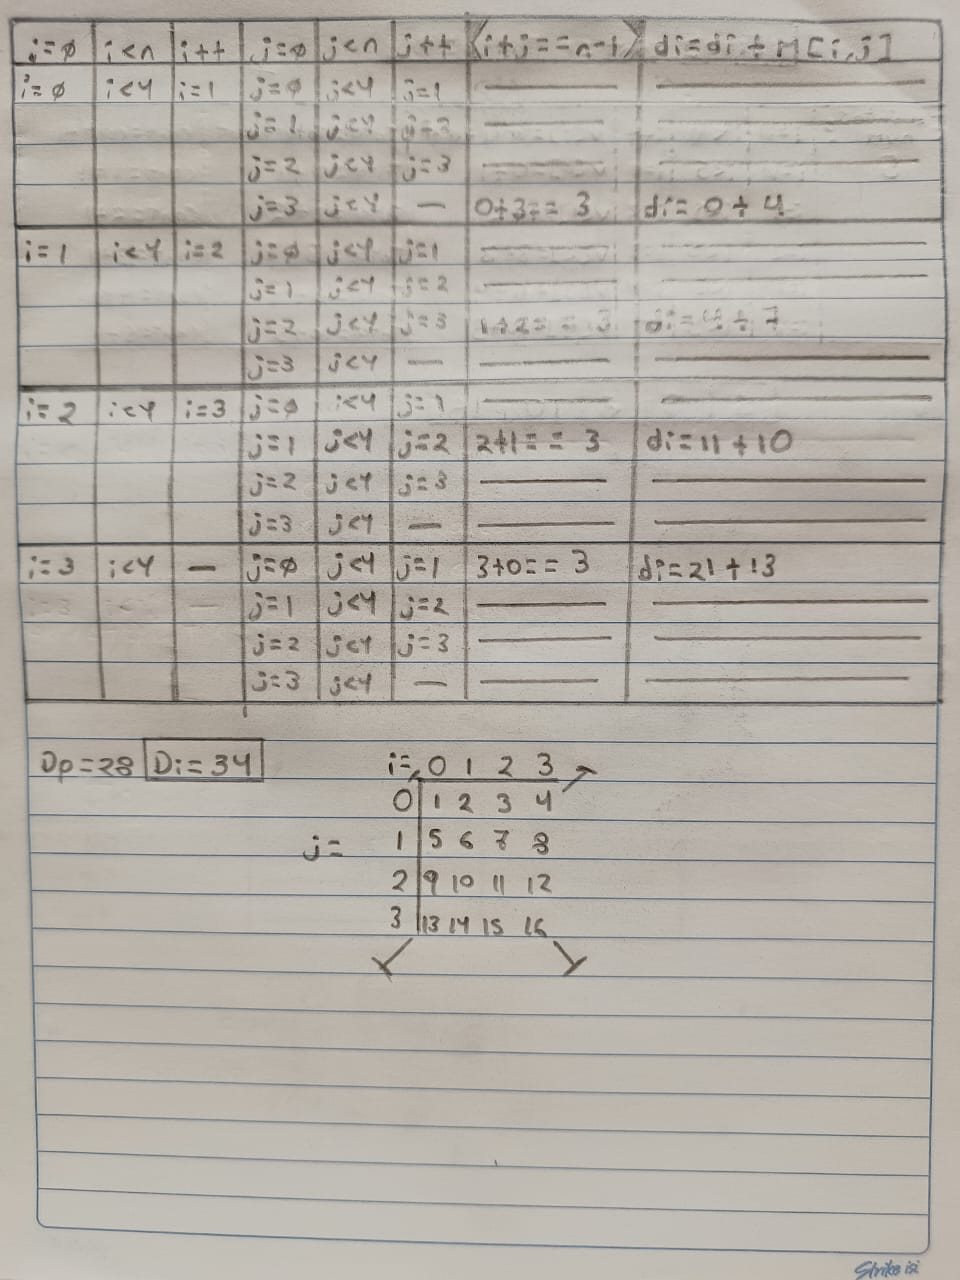 i=ø i<n i++ j=ø j<n j++ (i+j==n-1) di=di+M[i,j]
i=ø i<4 i=1 j=ø j<4 j=1 — —
j=1 j<4 j=2 — —
j=2 j<4 j=3 — —
j=3 j<4 — 0+3== 3 di= 0+4
i=1 i<4 i=2 j=ø j<4 j=1 — —
j=1 j<4 j=2 — —
j=2 j<4 j=3 1+2== 3 di=4+7
j=3 j<4 — — —
i=2 i<4 i=3 j=ø j<4 j=1 — —
j=1 j<4 j=2 2+1== 3 di=11+10
j=2 j<4 j=3 — —
j=3 j<4 — — —
i=3 i<4 — j=ø j<4 j=1 3+0== 3 di=21+13
j=1 j<4 j=2 — —
j=2 j<4 j=3 — —
j=3 j<4 — — —
Dp=28 Di=34
i= 0 1 2 3
0 1 2 3 4
j= 1 5 6 7 8
2 9 10 11 12
3 13 14 15 16